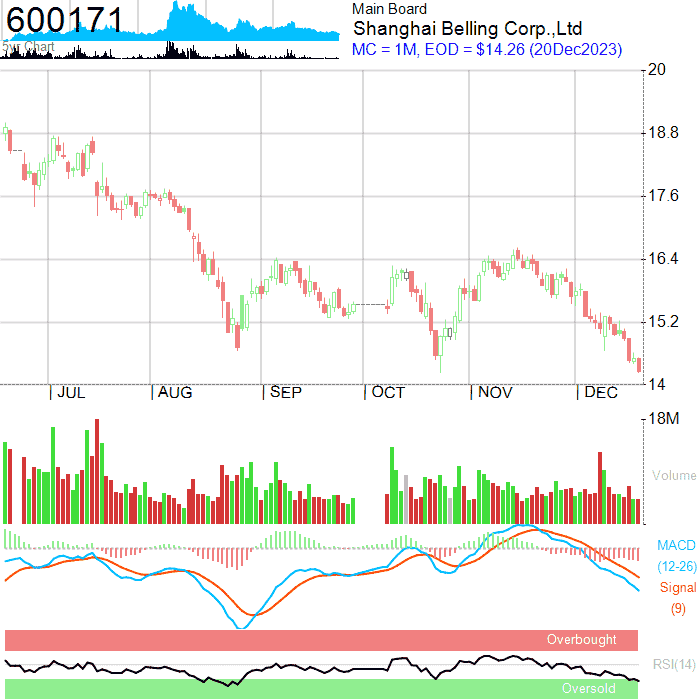 600171
5yr Chart
Main Board
Shanghai Belling Corp.,Ltd
MC = 1M, EOD = $14.26 (20Dec2023)
20
18.8
17.6
16.4
15.2
14
JUL AUG SEP OCT NOV DEC
18M
Volume
MACD
(12-26)
Signal
(9)
Overbought
RSI(14)
Oversold